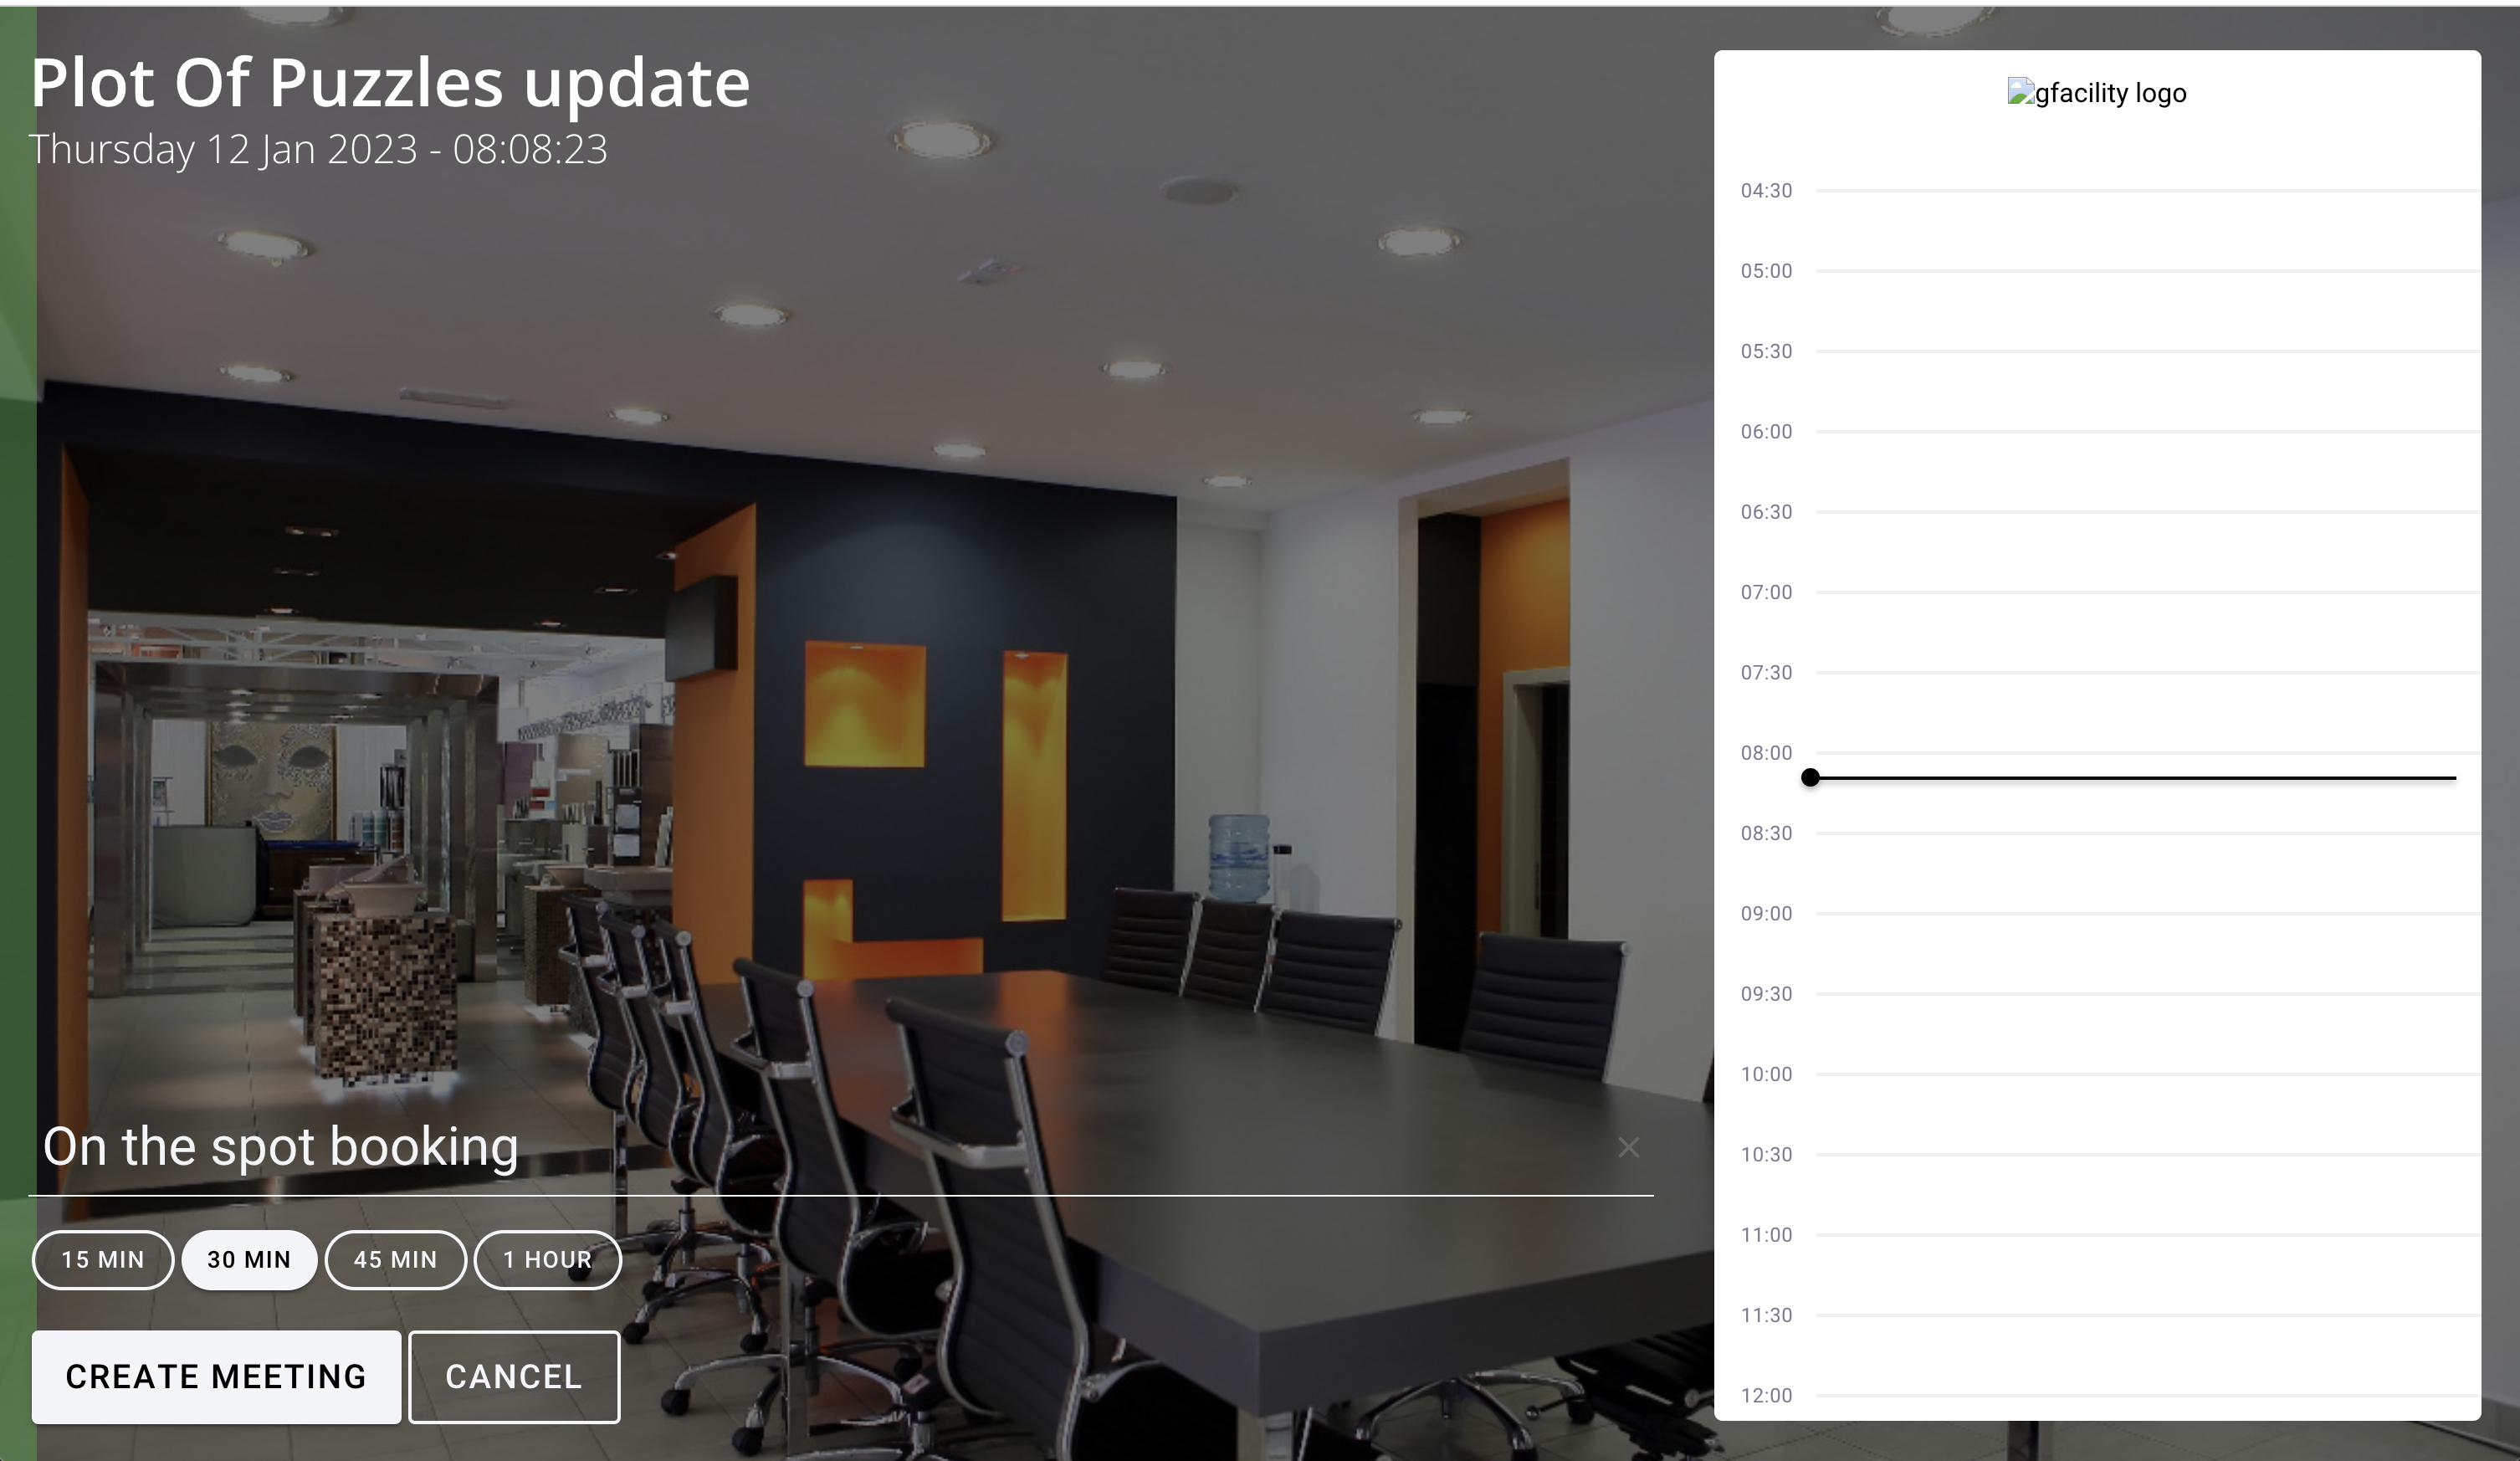 Plot Of Puzzles update
Thursday 12 Jan 2023 - 08:08:23
On the spot booking
15 MIN 30 MIN 45 MIN 1 HOUR
CREATE MEETING CANCEL
gfacility logo
04:30
05:00
05:30
06:00
06:30
07:00
07:30
08:00
08:30
09:00
09:30
10:00
10:30
11:00
11:30
12:00